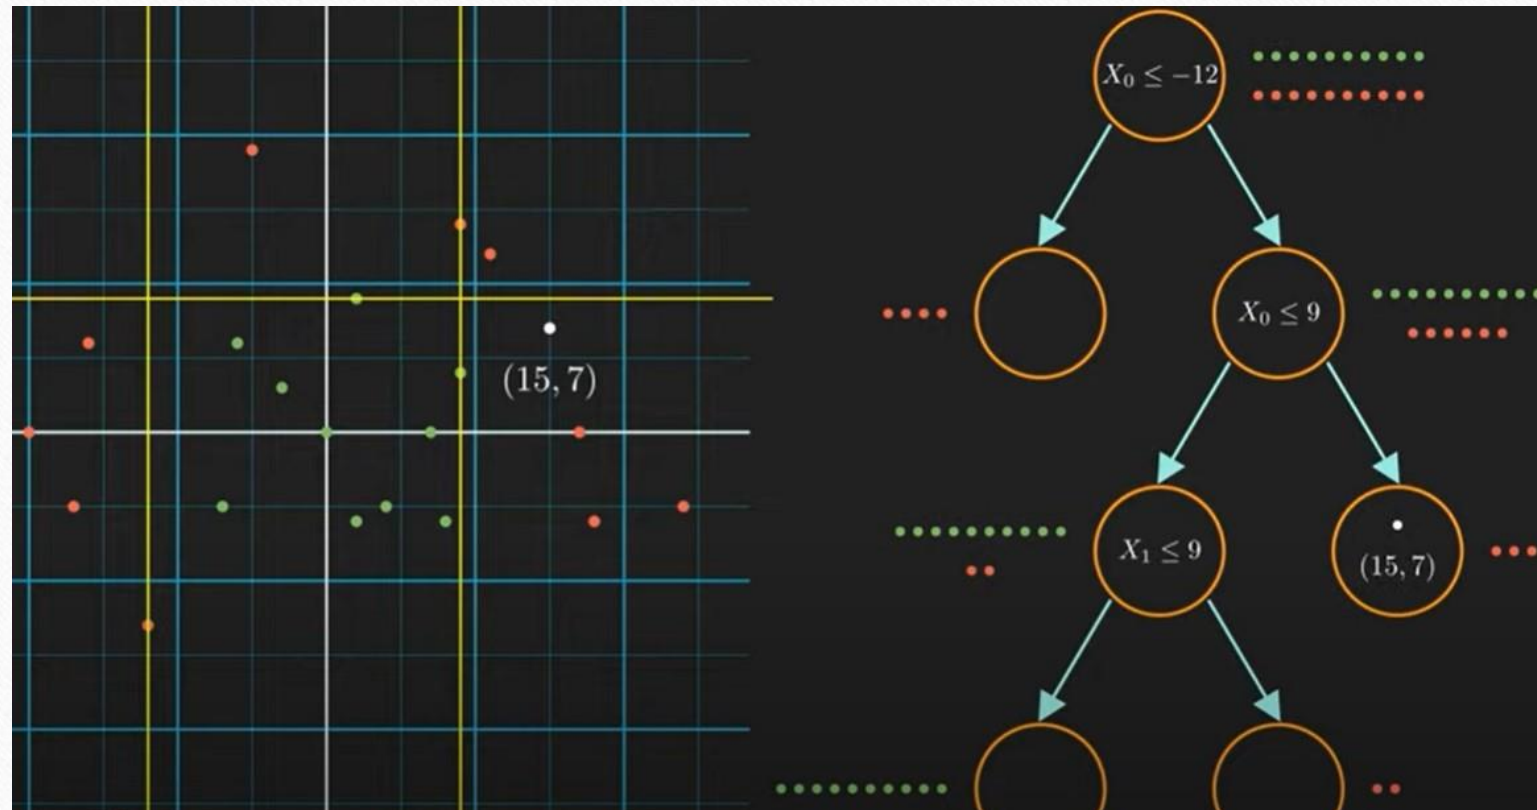 X₀ ≤ −12
X₀ ≤ 9
(15, 7)
X₁ ≤ 9
(15, 7)